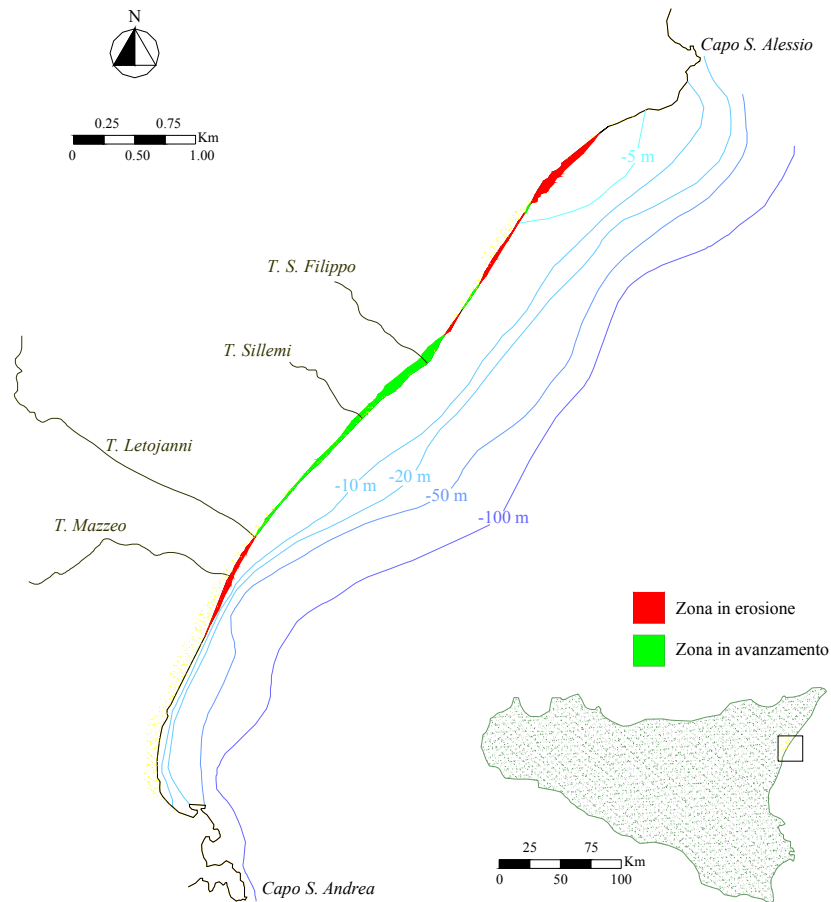 N
Capo S. Alessio
0.25 0.75
Km
0 0.50 1.00
-5 m
T. S. Filippo
T. Sillemi
T. Letojanni
-10 m
-20 m
-50 m
-100 m
T. Mazzeo
Zona in erosione
Zona in avanzamento
25 75
Km
0 50 100
Capo S. Andrea